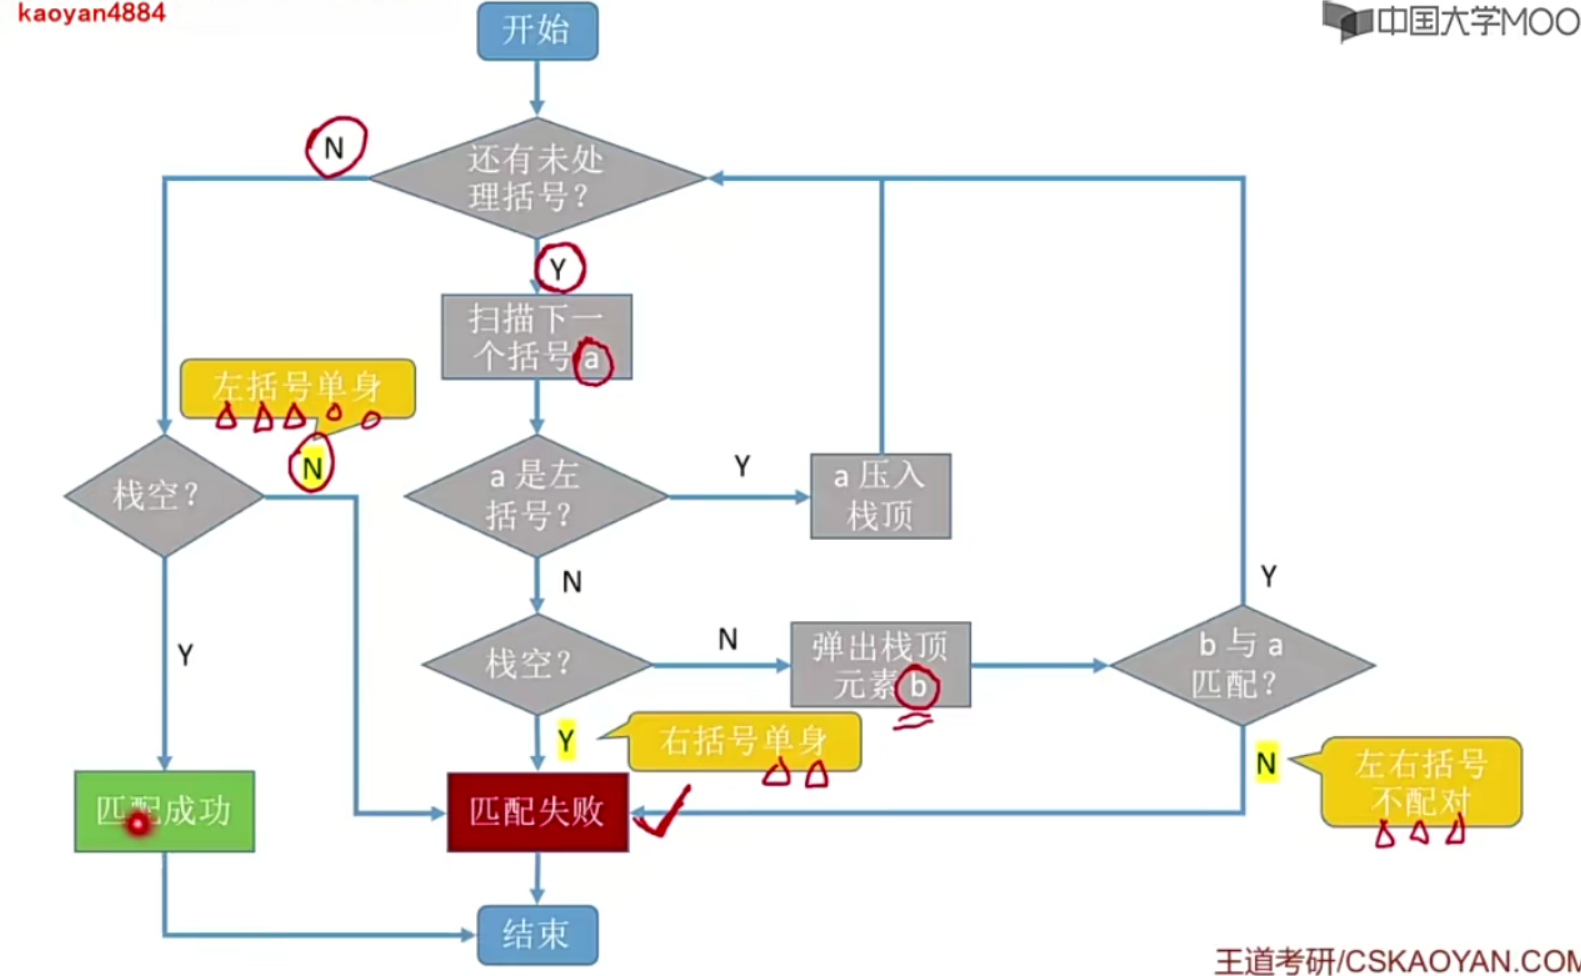 kaoyan4884
中国大学MOO
开始
N
还有未处
理括号？
Y
扫描下一
个括号 a
左括号单身
N
栈空？
a 是左
括号？
Y
a 压入
栈顶
N
Y
栈空？
N
弹出栈顶
元素 b
b 与 a
匹配？
Y
Y
右括号单身
N
左右括号
不配对
匹配成功
匹配失败
结束
王道考研/CSKAOYAN.COM